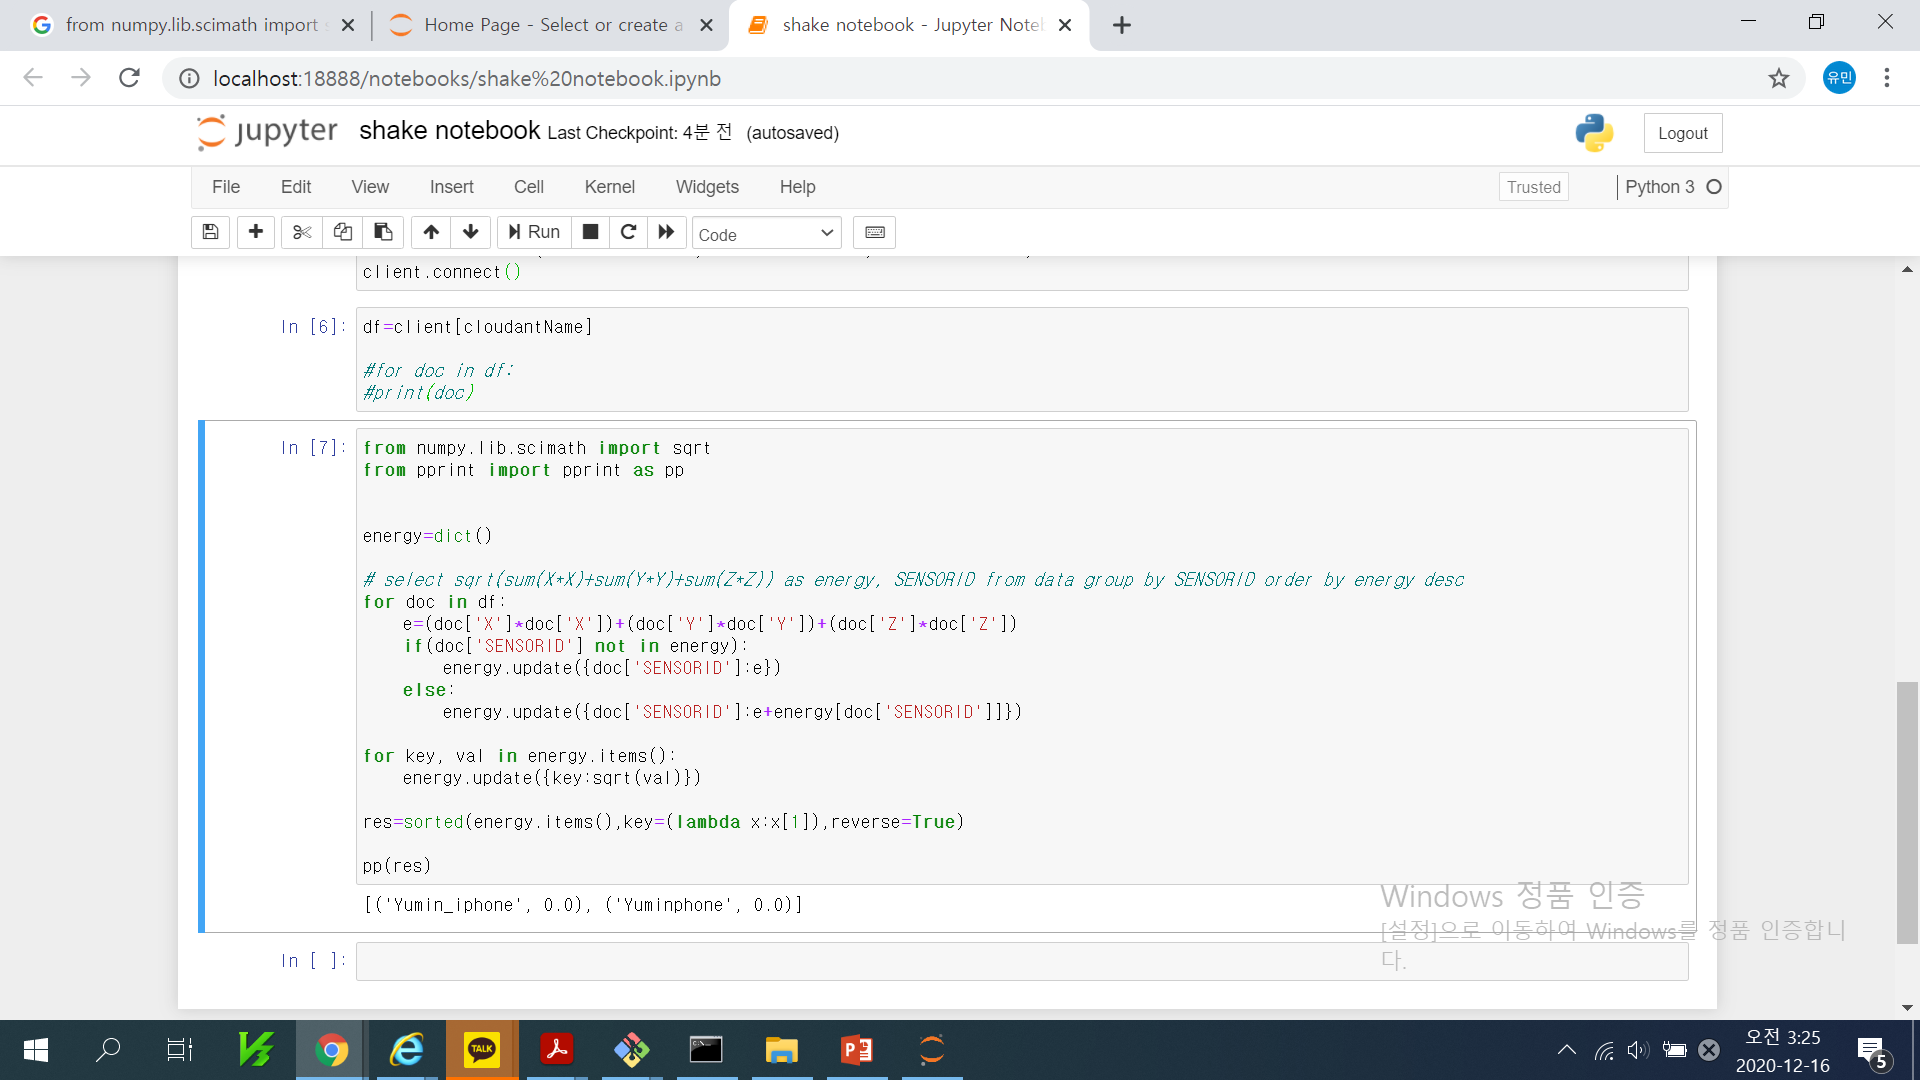 from numpy.lib.scimath import
Home Page - Select or create a
shake notebook - Jupyter Note
localhost:18888/notebooks/shake%20notebook.ipynb
유민
jupyter shake notebook Last Checkpoint: 4분 전 (autosaved)
Logout
File Edit View Insert Cell Kernel Widgets Help
Trusted
Python 3
Run
Code
client.connect()
In [6]: df=client[cloudantName]
#for doc in df:
#print(doc)
In [7]: from numpy.lib.scimath import sqrt
from pprint import pprint as pp
energy=dict()
# select sqrt(sum(X*X)+sum(Y*Y)+sum(Z*Z)) as energy, SENSORID from data group by SENSORID order by energy desc
for doc in df:
    e=(doc['X']*doc['X'])+(doc['Y']*doc['Y'])+(doc['Z']*doc['Z'])
    if(doc['SENSORID'] not in energy):
        energy.update({doc['SENSORID']:e})
    else:
        energy.update({doc['SENSORID']:e+energy[doc['SENSORID']]})
for key, val in energy.items():
    energy.update({key:sqrt(val)})
res=sorted(energy.items(),key=(lambda x:x[1]),reverse=True)
pp(res)
[('Yumin_iphone', 0.0), ('Yuminphone', 0.0)]
In [ ]:
Windows 정품 인증
[설정]으로 이동하여 Windows를 정품 인증합니
다.
TALK
오전 3:25
2020-12-16
5